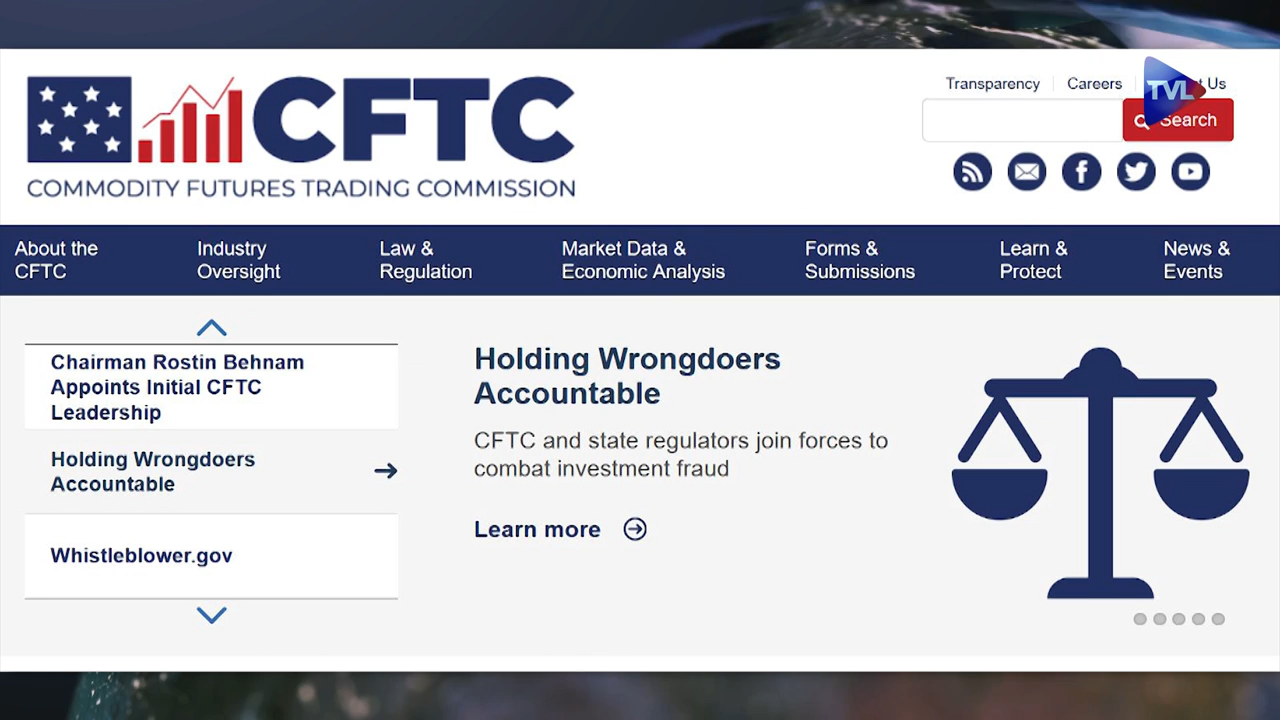 CFTC
COMMODITY FUTURES TRADING COMMISSION
Transparency
Careers
t Us
TVL
Search
About the
CFTC
Industry
Oversight
Law &
Regulation
Market Data &
Economic Analysis
Forms &
Submissions
Learn &
Protect
News &
Events
Chairman Rostin Behnam
Appoints Initial CFTC
Leadership
Holding Wrongdoers
Accountable
Whistleblower.gov
Holding Wrongdoers
Accountable
CFTC and state regulators join forces to
combat investment fraud
Learn more